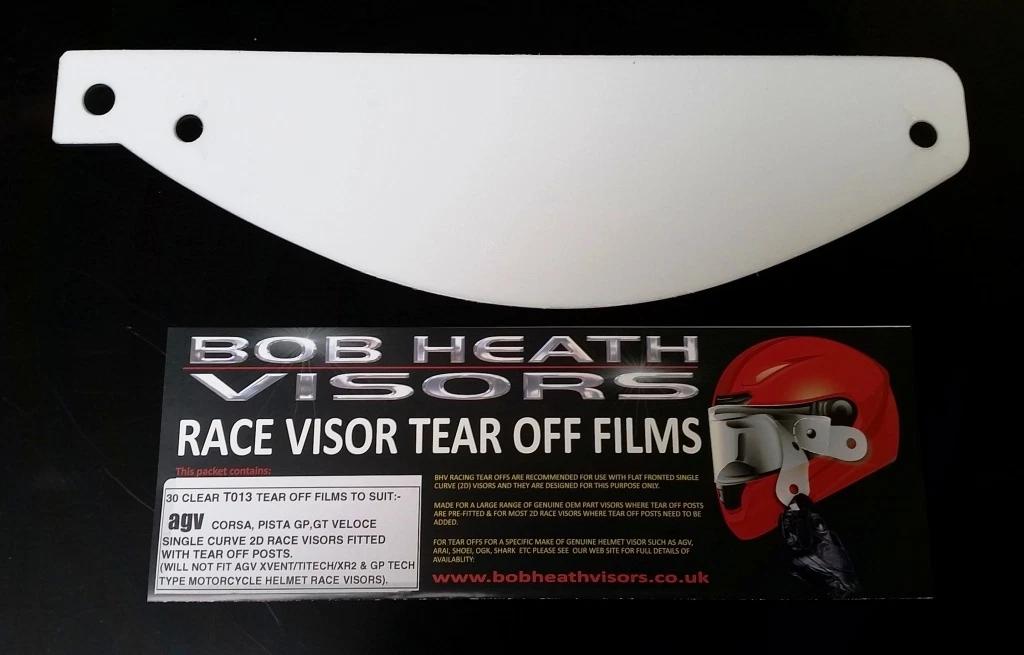 BOB HEATH
VISORS
RACE VISOR TEAR OFF FILMS
This packet contains:
30 CLEAR T013 TEAR OFF FILMS TO SUIT:-
agv CORSA, PISTA GP,GT VELOCE
SINGLE CURVE 2D RACE VISORS FITTED
WITH TEAR OFF POSTS.
(WILL NOT FIT AGV XVENT/TITECH/XR2 & GP TECH
TYPE MOTORCYCLE HELMET RACE VISORS).
BHV RACING TEAR OFFS ARE RECOMMENDED FOR USE WITH FLAT FRONTED SINGLE
CURVE (2D) VISORS AND THEY ARE DESIGNED FOR THIS PURPOSE ONLY.
MADE FOR A LARGE RANGE OF GENUINE OEM PART VISORS WHERE TEAR OFF POSTS
ARE PRE-FITTED & FOR MOST 2D RACE VISORS WHERE TEAR OFF POSTS NEED TO BE
ADDED.
FOR TEAR OFFS FOR A SPECIFIC MAKE OF GENUINE HELMET VISOR SUCH AS AGV,
ARAI, SHOEI, OGK, SHARK ETC PLEASE SEE OUR WEB SITE FOR FULL DETAILS OF
AVAILABLITY:
www.bobheathvisors.co.uk